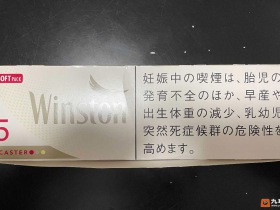 SOFT PACK
Winston
5
CASTER
妊娠中の喫煙は、胎児の
発育不全のほか、早産や
出生体重の減少、乳幼児
突然死症候群の危険性を
高めます。